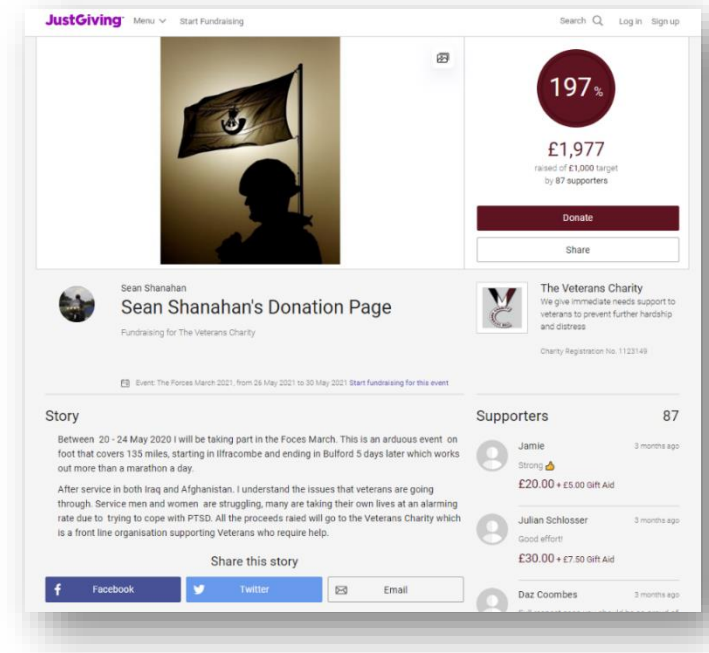 JustGiving Menu Start Fundraising Search Log in Sign up
197%
£1,977
raised of £1,000 target
by 87 supporters
Donate
Share
Sean Shanahan
Sean Shanahan's Donation Page
Fundraising for The Veterans Charity
Event: The Forces March 2021, from 26 May 2021 to 30 May 2021 Start fundraising for this event
The Veterans Charity
We give immediate needs support to
veterans to prevent further hardship
and distress
Charity Registration No. 1123149
Story
Between 20 - 24 May 2020 I will be taking part in the Foces March. This is an arduous event on
foot that covers 135 miles, starting in Ilfracombe and ending in Bulford 5 days later which works
out more than a marathon a day.
After service in both Iraq and Afghanistan. I understand the issues that veterans are going
through. Service men and women are struggling, many are taking their own lives at an alarming
rate due to trying to cope with PTSD. All the proceeds raied will go to the Veterans Charity which
is a front line organisation supporting Veterans who require help.
Share this story
Facebook Twitter Email
Supporters 87
Jamie 3 months ago
Strong 👍
£20.00 + £5.00 Gift Aid
Julian Schlosser 3 months ago
Good effort!
£30.00 + £7.50 Gift Aid
Daz Coombes 3 months ago